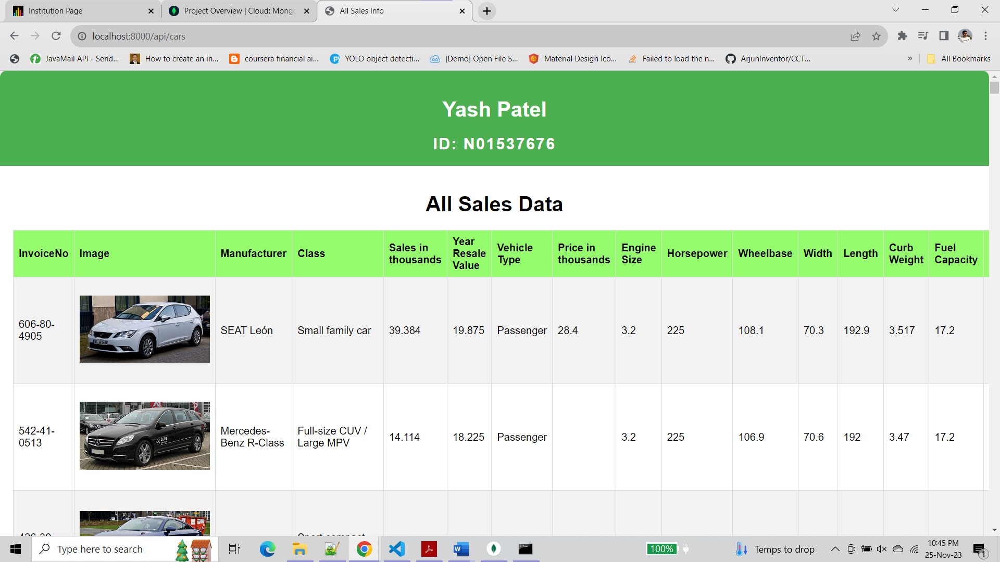 Institution Page
Project Overview | Cloud: Mong
All Sales Info
localhost:8000/api/cars
JavaMail API - Send...
How to create an in...
coursera financial ai...
YOLO object detecti...
[Demo] Open File S...
Material Design Ico...
Failed to load the n...
ArjunInventor/CCT...
»
All Bookmarks
Yash Patel
ID: N01537676
All Sales Data
InvoiceNo
Image
Manufacturer
Class
Sales in
thousands
Year
Resale
Value
Vehicle
Type
Price in
thousands
Engine
Size
Horsepower
Wheelbase
Width
Length
Curb
Weight
Fuel
Capacity
606-80-
4905
SEAT León
Small family car
39.384
19.875
Passenger
28.4
3.2
225
108.1
70.3
192.9
3.517
17.2
542-41-
0513
Mercedes-
Benz R-Class
Full-size CUV /
Large MPV
14.114
18.225
Passenger
3.2
225
106.9
70.6
192
3.47
17.2
Type here to search
100%
Temps to drop
10:45 PM
25-Nov-23
1